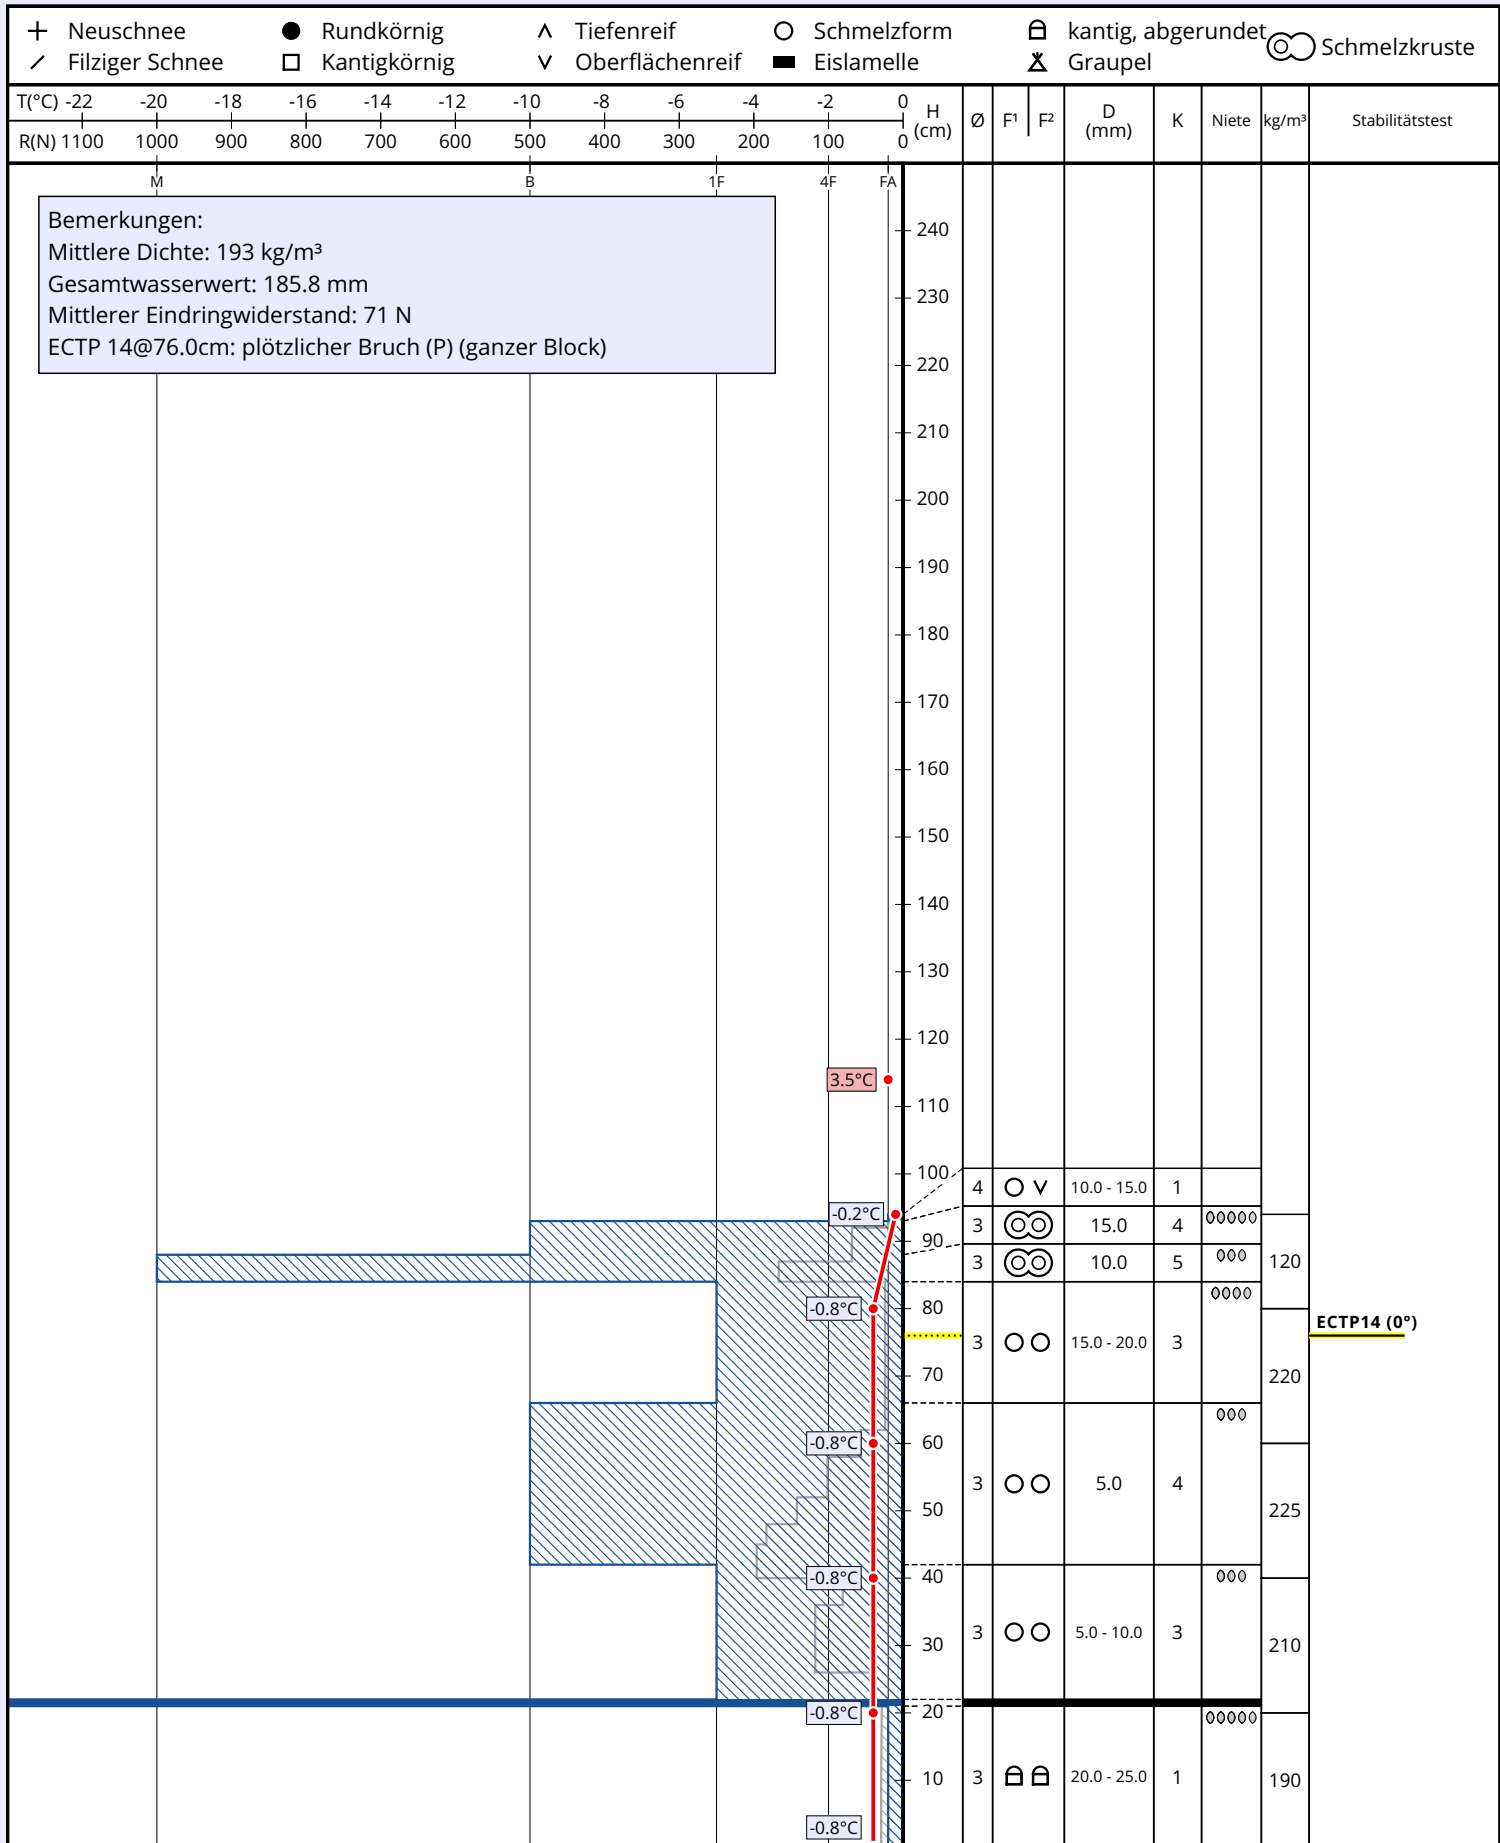 Neuschnee Rundkörnig Tiefenreif Schmelzform kantig, abgerundet Schmelzkruste
Filziger Schnee Kantigkörnig Oberflächenreif Eislamelle Graupel
T(°C) -22 -20 -18 -16 -14 -12 -10 -8 -6 -4 -2 0
R(N) 1100 1000 900 800 700 600 500 400 300 200 100 0
H (cm) Ø F¹ F² D (mm) K Niete kg/m³ Stabilitätstest
M B 1F 4F FA
Bemerkungen:
Mittlere Dichte: 193 kg/m³
Gesamtwasserwert: 185.8 mm
Mittlerer Eindringwiderstand: 71 N
ECTP 14@76.0cm: plötzlicher Bruch (P) (ganzer Block)
240
230
220
210
200
190
180
170
160
150
140
130
120
3.5°C
110
100
4 10.0 - 15.0 1
-0.2°C
3 15.0 4
90
3 10.0 5 120
-0.8°C 80
ECTP14 (0°)
3 15.0 - 20.0 3
70 220
-0.8°C 60
3 5.0 4
50 225
-0.8°C 40
3 5.0 - 10.0 3
30 210
-0.8°C 20
10 3 20.0 - 25.0 1 190
-0.8°C